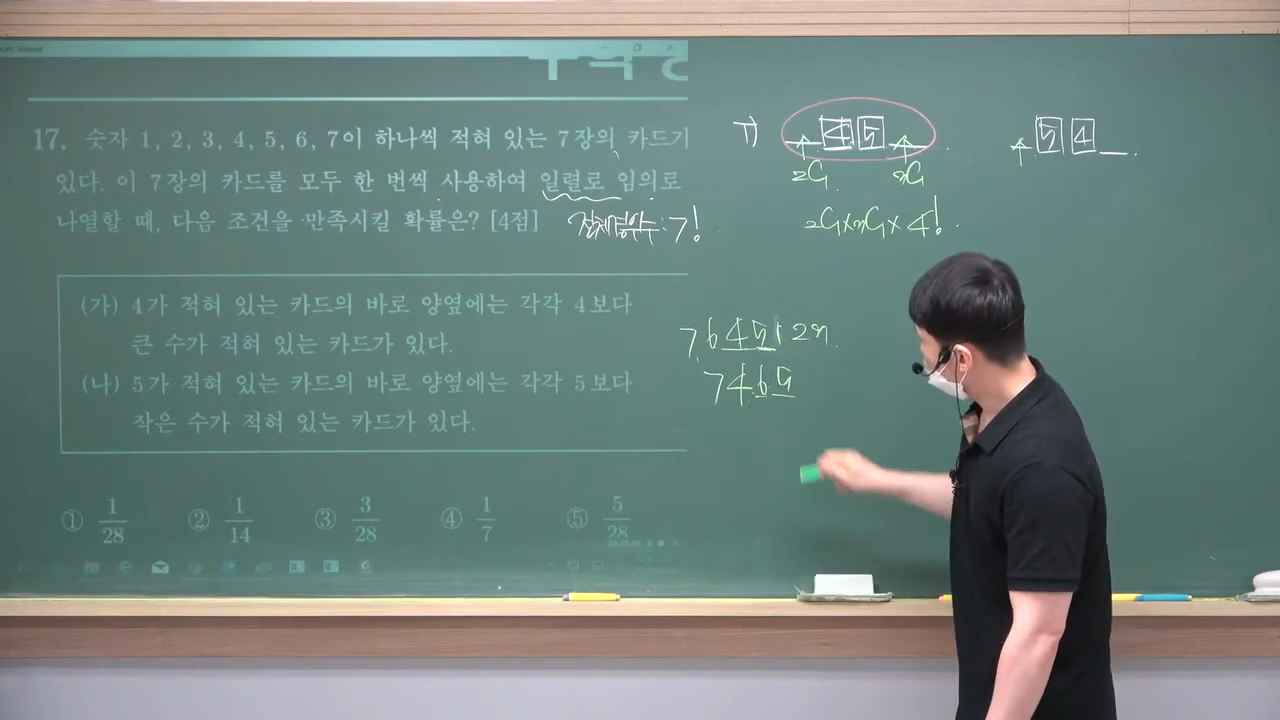 수학 영
17. 숫자 1, 2, 3, 4, 5, 6, 7이 하나씩 적혀 있는 7장의 카드가
있다. 이 7장의 카드를 모두 한 번씩 사용하여 일렬로 임의로
나열할 때, 다음 조건을 만족시킬 확률은? [4점]
전체경우수 : 7!
(가) 4가 적혀 있는 카드의 바로 양옆에는 각각 4보다
큰 수가 적혀 있는 카드가 있다.
(나) 5가 적혀 있는 카드의 바로 양옆에는 각각 5보다
작은 수가 적혀 있는 카드가 있다.
① 1/28 ② 1/14 ③ 3/28 ④ 1/7 ⑤ 5/28
4 5
2C1 3C1
2C1×3C1×4!
5 4
7 6 4 5 1 2 3
7 4 6 5